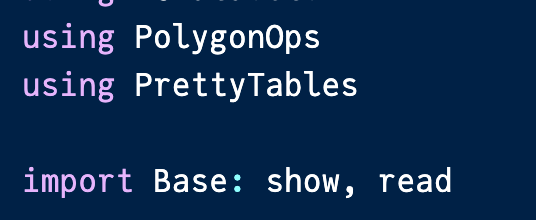 using PolygonOps
using PrettyTables
import Base: show, read